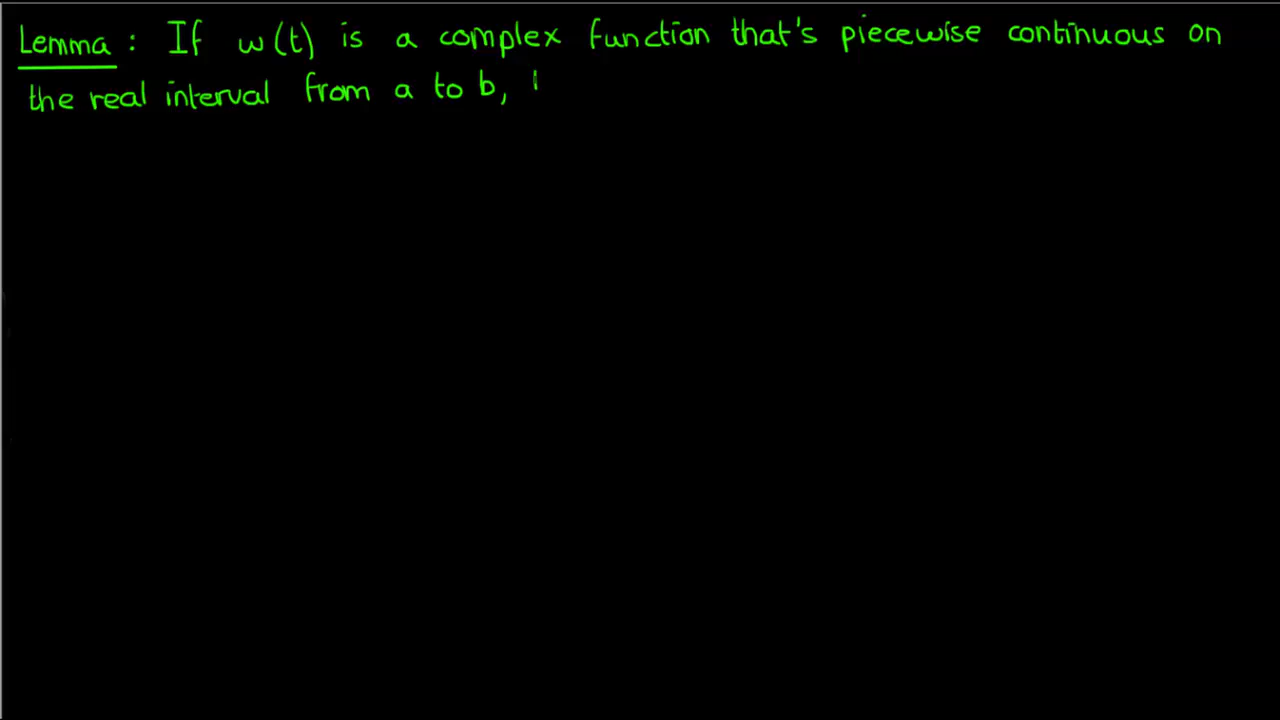 Lemma : If w(t) is a complex function that's piecewise continuous on
the real interval from a to b,